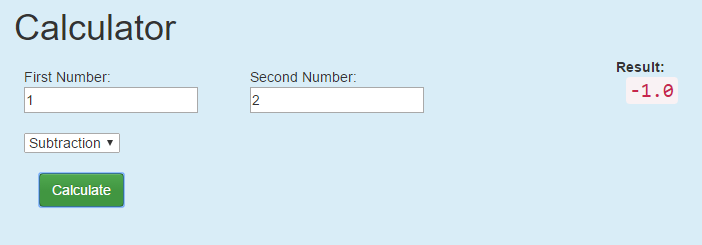 Calculator
First Number:
1
Second Number:
2
Result:
-1.0
Subtraction
Calculate